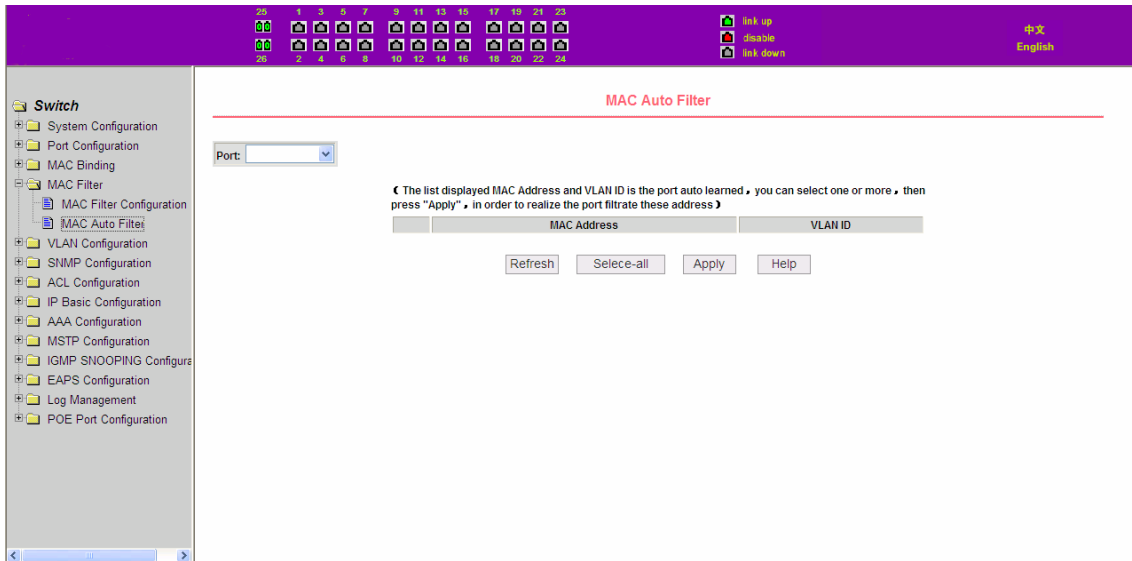 25 1 3 5 7 9 11 13 15 17 19 21 23
26 2 4 6 8 10 12 14 16 18 20 22 24
link up
disable
link down
中文
English
Switch
System Configuration
Port Configuration
MAC Binding
MAC Filter
MAC Filter Configuration
MAC Auto Filter
VLAN Configuration
SNMP Configuration
ACL Configuration
IP Basic Configuration
AAA Configuration
MSTP Configuration
IGMP SNOOPING Configura
EAPS Configuration
Log Management
POE Port Configuration
MAC Auto Filter
Port:
( The list displayed MAC Address and VLAN ID is the port auto learned, you can select one or more, then
press "Apply", in order to realize the port filtrate these address)
MAC Address VLAN ID
Refresh Selece-all Apply Help